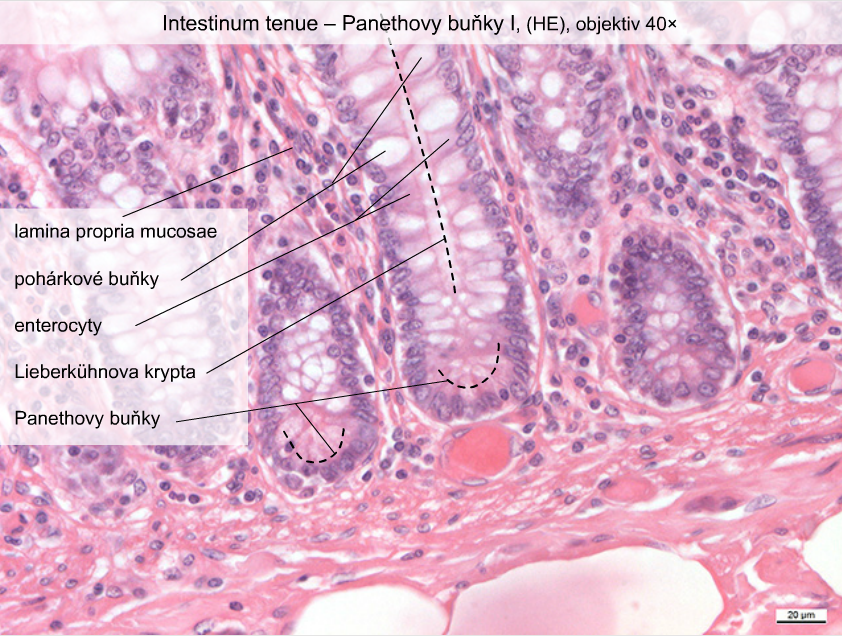 Intestinum tenue – Panethovy buňky I, (HE), objektiv 40×
lamina propria mucosae
pohárkové buňky
enterocyty
Lieberkühnova krypta
Panethovy buňky
20 µm